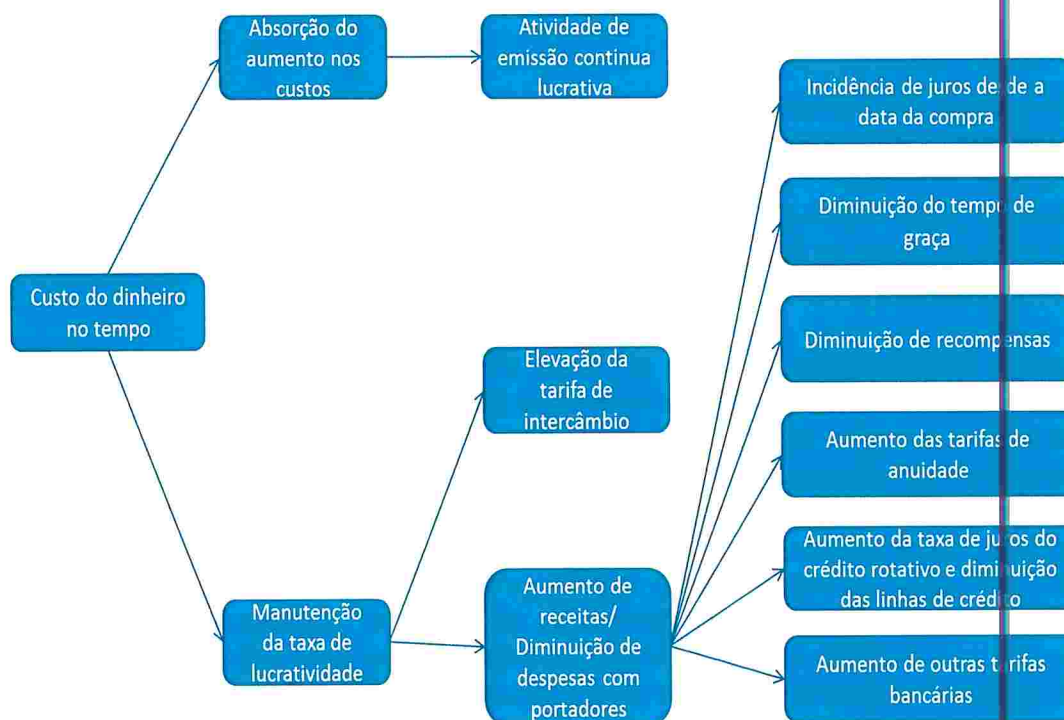 Absorção do
aumento nos
custos
Atividade de
emissão continua
lucrativa
Custo do dinheiro
no tempo
Elevação da
tarifa de
intercâmbio
Manutenção
da taxa de
lucratividade
Aumento de
receitas/
Diminuição de
despesas com
portadores
Incidência de juros desde a
data da compra
Diminuição do tempo de
graça
Diminuição de recompensas
Aumento das tarifas de
anuidade
Aumento da taxa de juros do
crédito rotativo e diminuição
das linhas de crédito
Aumento de outras tarifas
bancárias